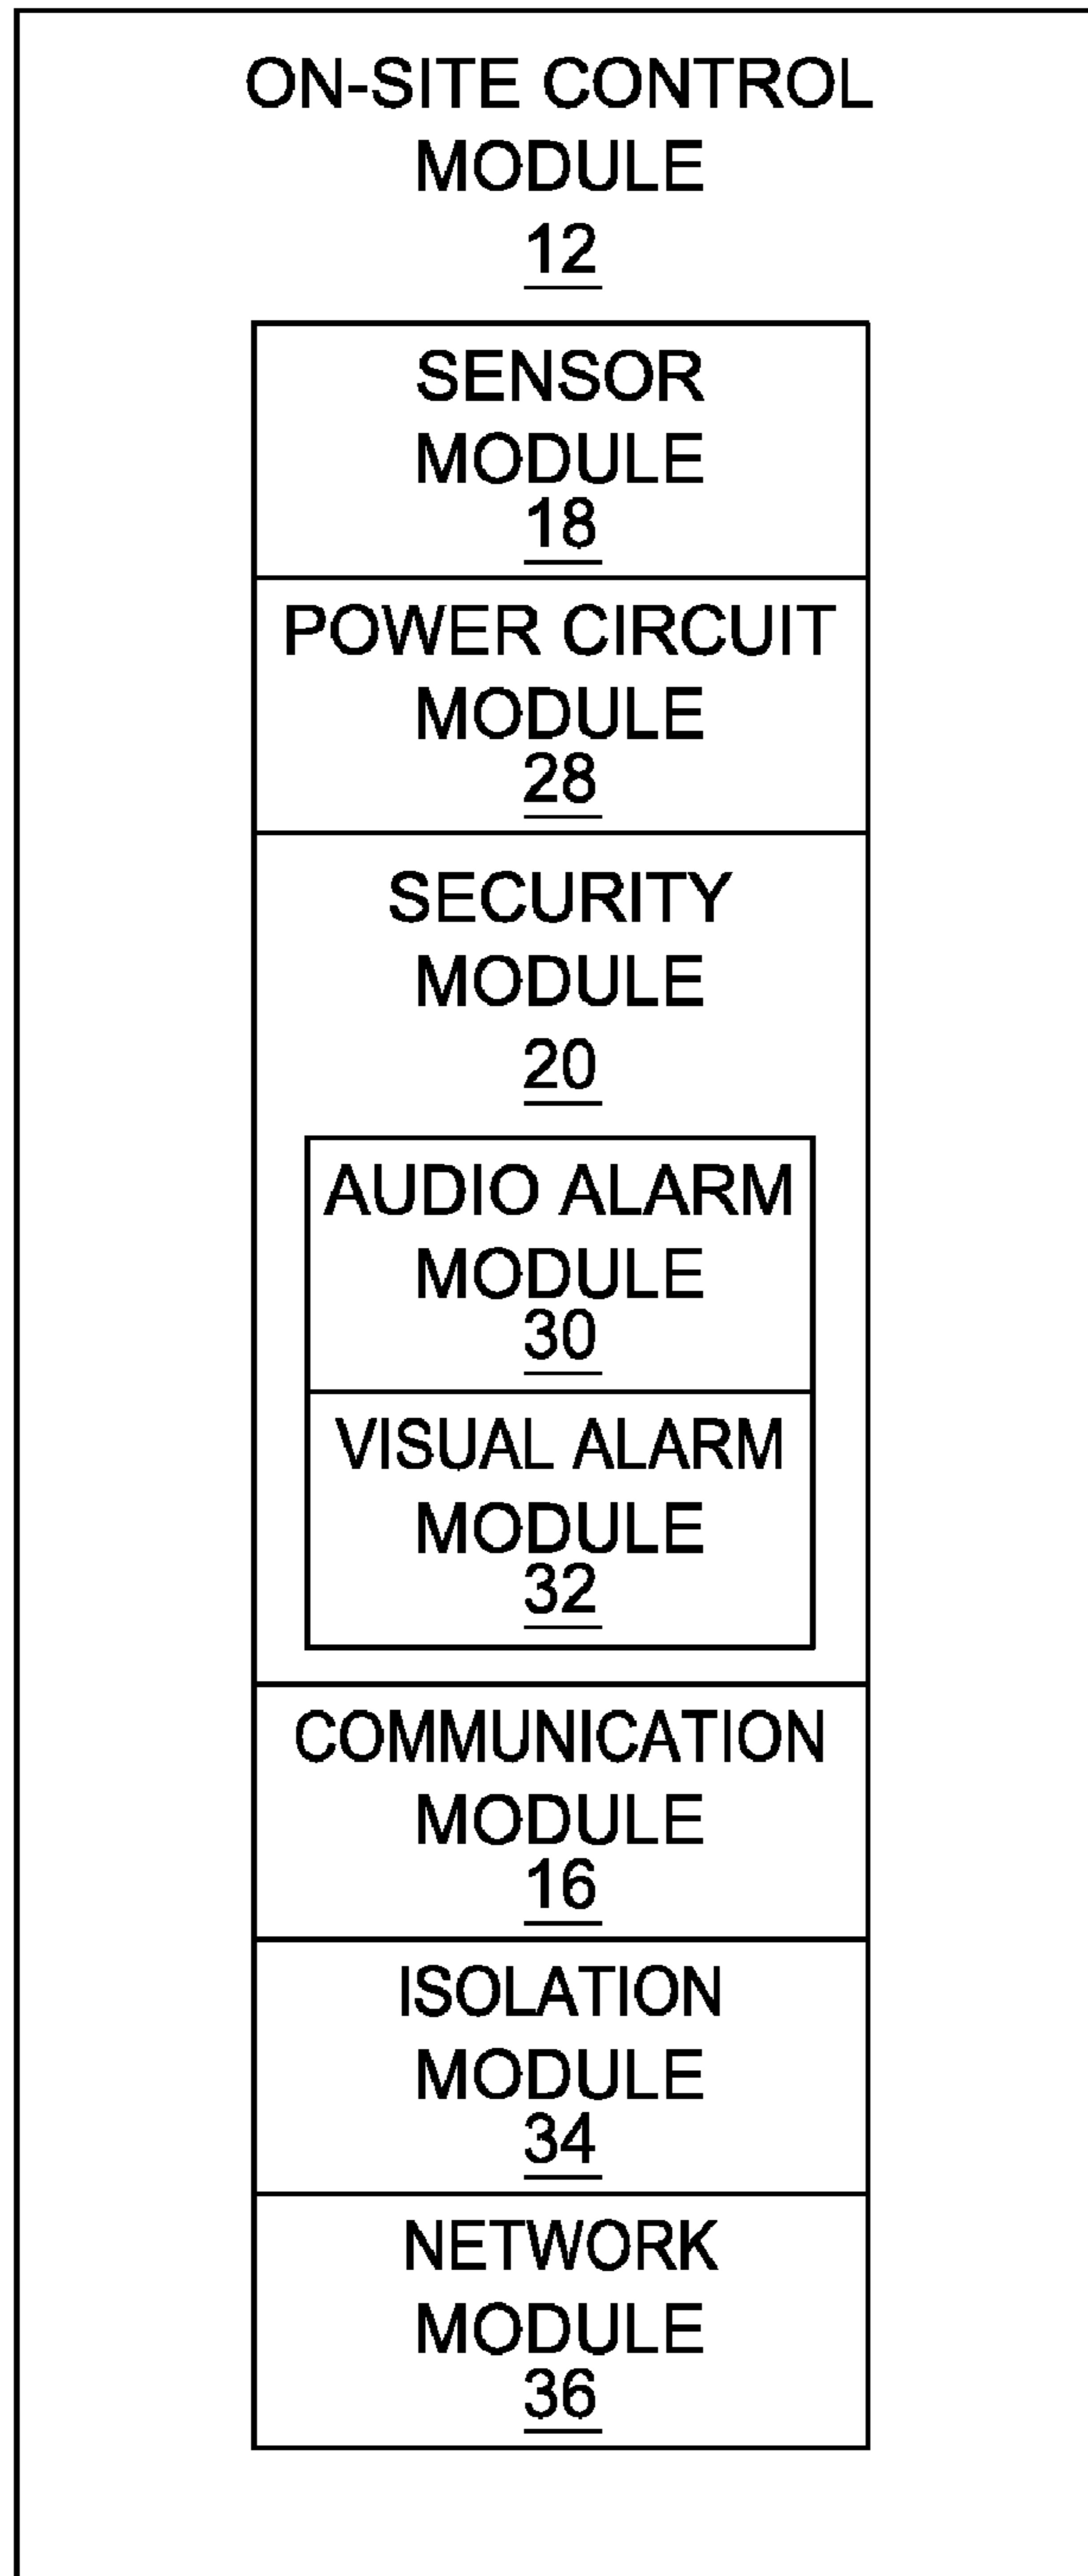 ON-SITE CONTROL
MODULE
12
SENSOR
MODULE
18
POWER CIRCUIT
MODULE
28
SECURITY
MODULE
20
AUDIO ALARM
MODULE
30
VISUAL ALARM
MODULE
32
COMMUNICATION
MODULE
16
ISOLATION
MODULE
34
NETWORK
MODULE
36